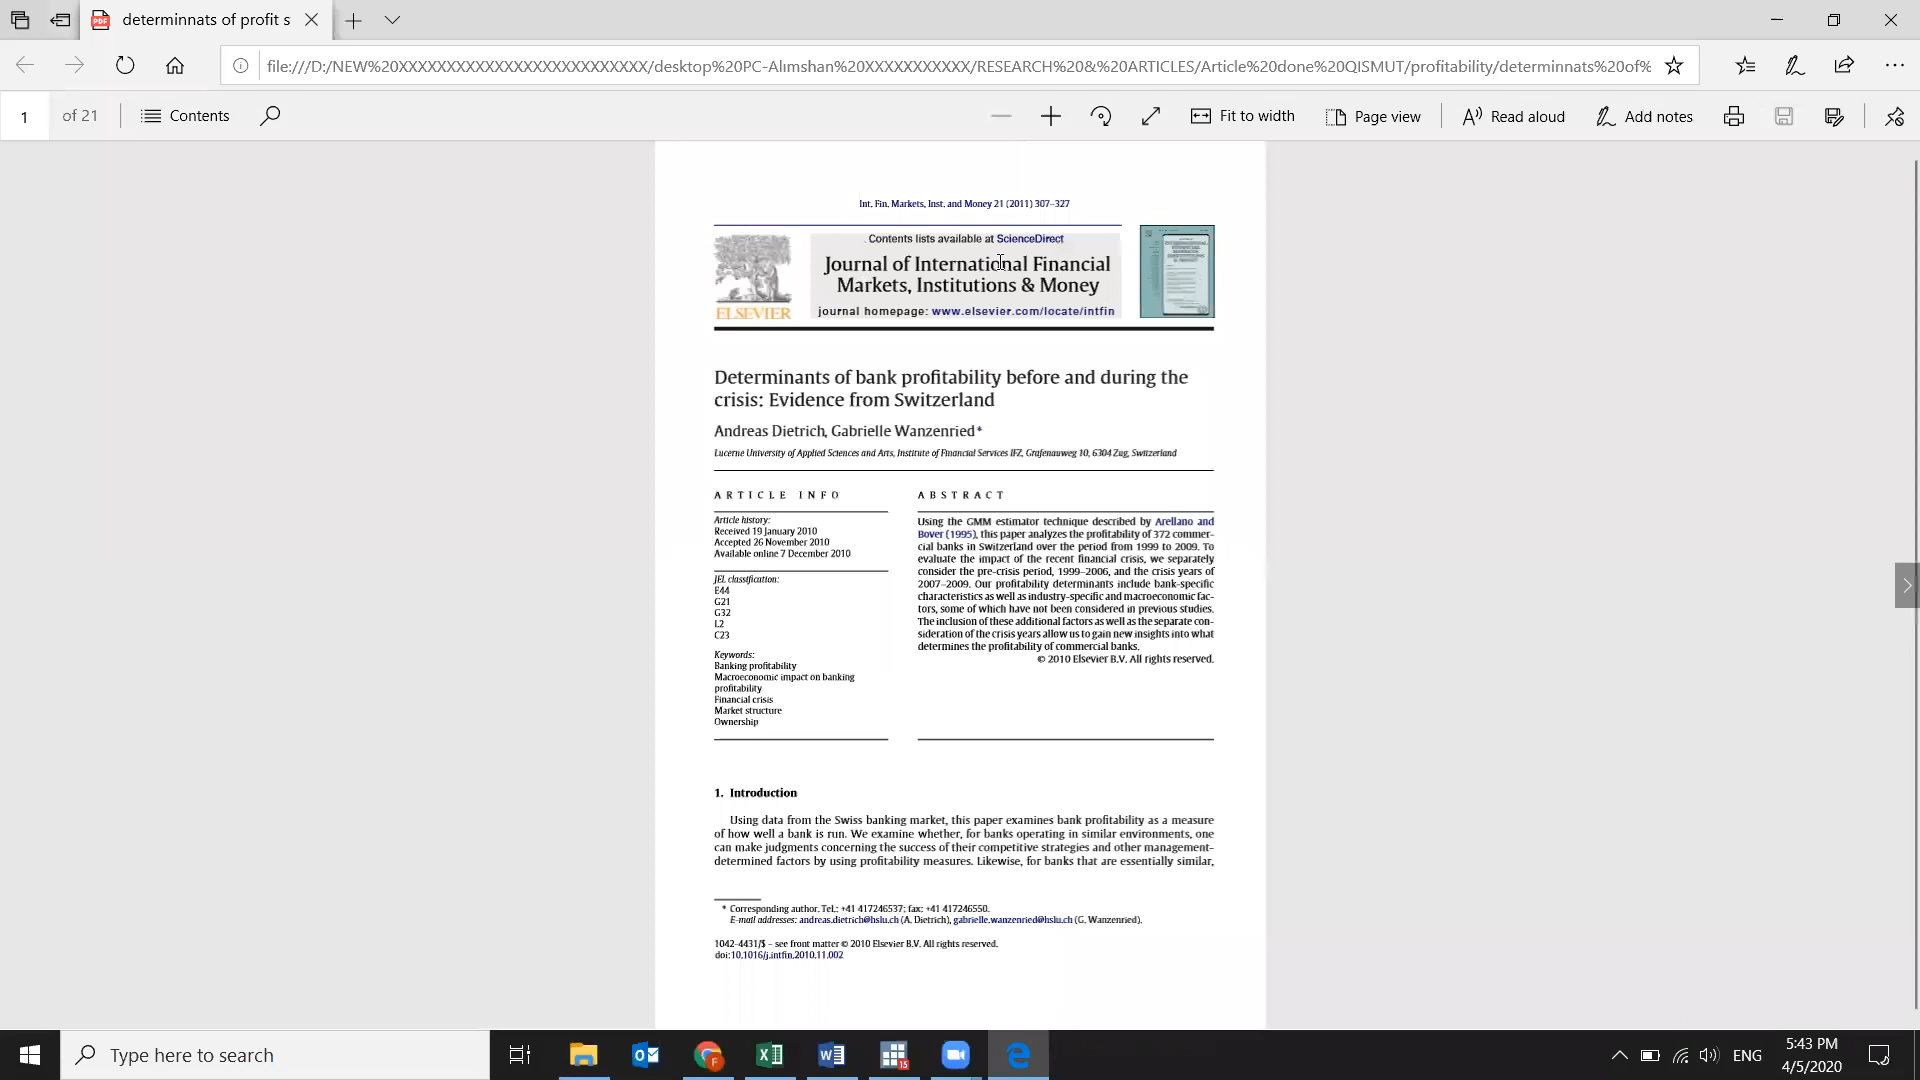 determinnats of profit s
file:///D:/NEW%20XXXXXXXXXXXXXXXXXXXXXXXXXX/desktop%20PC-Alımshan%20XXXXXXXXXXX/RESEARCH%20&%20ARTICLES/Article%20done%20QISMUT/profitability/determinnats%20of%
1 of 21 Contents Fit to width Page view Read aloud Add notes
Int. Fin. Markets, Inst. and Money 21 (2011) 307–327
Contents lists available at ScienceDirect
Journal of International Financial
Markets, Institutions & Money
journal homepage: www.elsevier.com/locate/intfin
ELSEVIER
Determinants of bank profitability before and during the
crisis: Evidence from Switzerland
Andreas Dietrich, Gabrielle Wanzenried*
Lucerne University of Applied Sciences and Arts, Institute of Financial Services IFZ, Grafenauweg 10, 6304 Zug, Switzerland
ARTICLE INFO
Article history:
Received 19 January 2010
Accepted 26 November 2010
Available online 7 December 2010
JEL classification:
E44
G21
G32
L2
C23
Keywords:
Banking profitability
Macroeconomic impact on banking
profitability
Financial crisis
Market structure
Ownership
ABSTRACT
Using the GMM estimator technique described by Arellano and
Bover (1995), this paper analyzes the profitability of 372 commer-
cial banks in Switzerland over the period from 1999 to 2009. To
evaluate the impact of the recent financial crisis, we separately
consider the pre-crisis period, 1999–2006, and the crisis years of
2007–2009. Our profitability determinants include bank-specific
characteristics as well as industry-specific and macroeconomic fac-
tors, some of which have not been considered in previous studies.
The inclusion of these additional factors as well as the separate con-
sideration of the crisis years allow us to gain new insights into what
determines the profitability of commercial banks.
© 2010 Elsevier B.V. All rights reserved.
1. Introduction
Using data from the Swiss banking market, this paper examines bank profitability as a measure
of how well a bank is run. We examine whether, for banks operating in similar environments, one
can make judgments concerning the success of their competitive strategies and other management-
determined factors by using profitability measures. Likewise, for banks that are essentially similar,
* Corresponding author. Tel.: +41 417246537; fax: +41 417246550.
E-mail addresses: andreas.dietrich@hslu.ch (A. Dietrich), gabrielle.wanzenried@hslu.ch (G. Wanzenried).
1042-4431/$ – see front matter © 2010 Elsevier B.V. All rights reserved.
doi:10.1016/j.intfin.2010.11.002
Type here to search
ENG
5:43 PM
4/5/2020